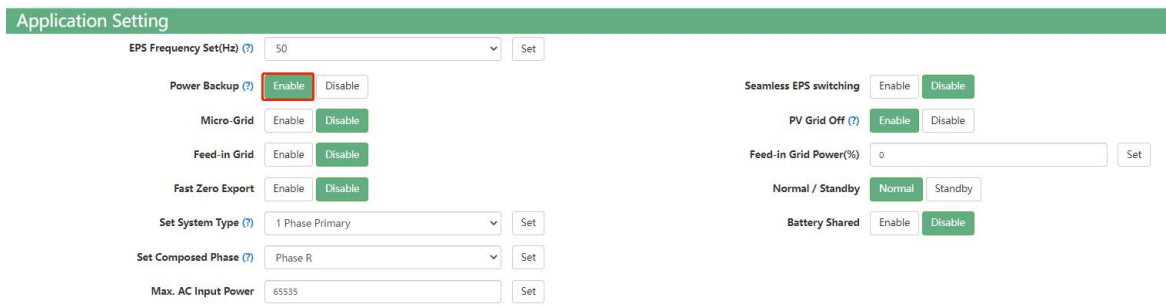 Application Setting
EPS Frequency Set(Hz) (?) 50 Set
Power Backup (?) Enable Disable Seamless EPS switching Enable Disable
Micro-Grid Enable Disable PV Grid Off (?) Enable Disable
Feed-in Grid Enable Disable Feed-in Grid Power(%) 0 Set
Fast Zero Export Enable Disable Normal / Standby Normal Standby
Set System Type (?) 1 Phase Primary Set Battery Shared Enable Disable
Set Composed Phase (?) Phase R Set
Max. AC Input Power 65535 Set